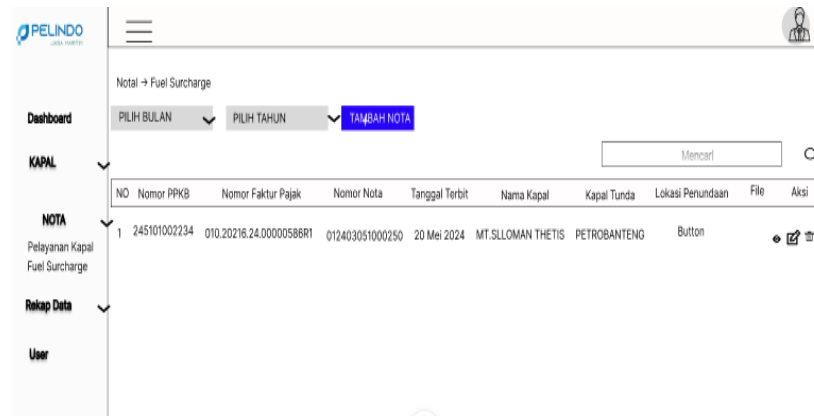 PELINDO
JASA MARITIM
Notal → Fuel Surcharge
Dashboard
PILIH BULAN PILIH TAHUN TAMBAH NOTA
KAPAL
Mencari
NO Nomor PPKB Nomor Faktur Pajak Nomor Nota Tanggal Terbit Nama Kapal Kapal Tunda Lokasi Penundaan File Aksi
NOTA
1 245101002234 010.20216.24.00000586R1 012403051000250 20 Mei 2024 MT.SLLOMAN THETIS PETROBANTENG Button
Pelayanan Kapal
Fuel Surcharge
Rekap Data
User